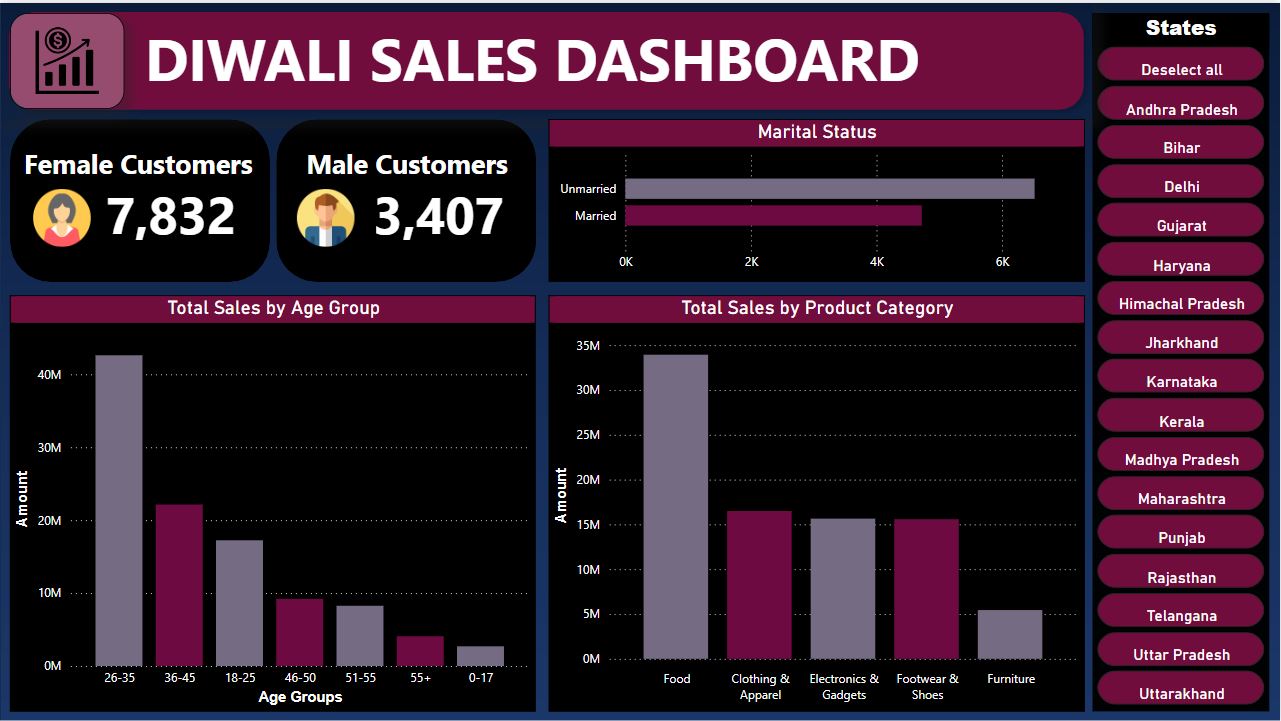 DIWALI SALES DASHBOARD
Female Customers
7,832
Male Customers
3,407
Marital Status
Unmarried
Married
0K
2K
4K
6K
Total Sales by Age Group
Amount
40M
30M
20M
10M
0M
26-35
36-45
18-25
46-50
51-55
55+
0-17
Age Groups
Total Sales by Product Category
Amount
35M
30M
25M
20M
15M
10M
5M
0M
Food
Clothing &
Apparel
Electronics &
Gadgets
Footwear &
Shoes
Furniture
States
Deselect all
Andhra Pradesh
Bihar
Delhi
Gujarat
Haryana
Himachal Pradesh
Jharkhand
Karnataka
Kerala
Madhya Pradesh
Maharashtra
Punjab
Rajasthan
Telangana
Uttar Pradesh
Uttarakhand